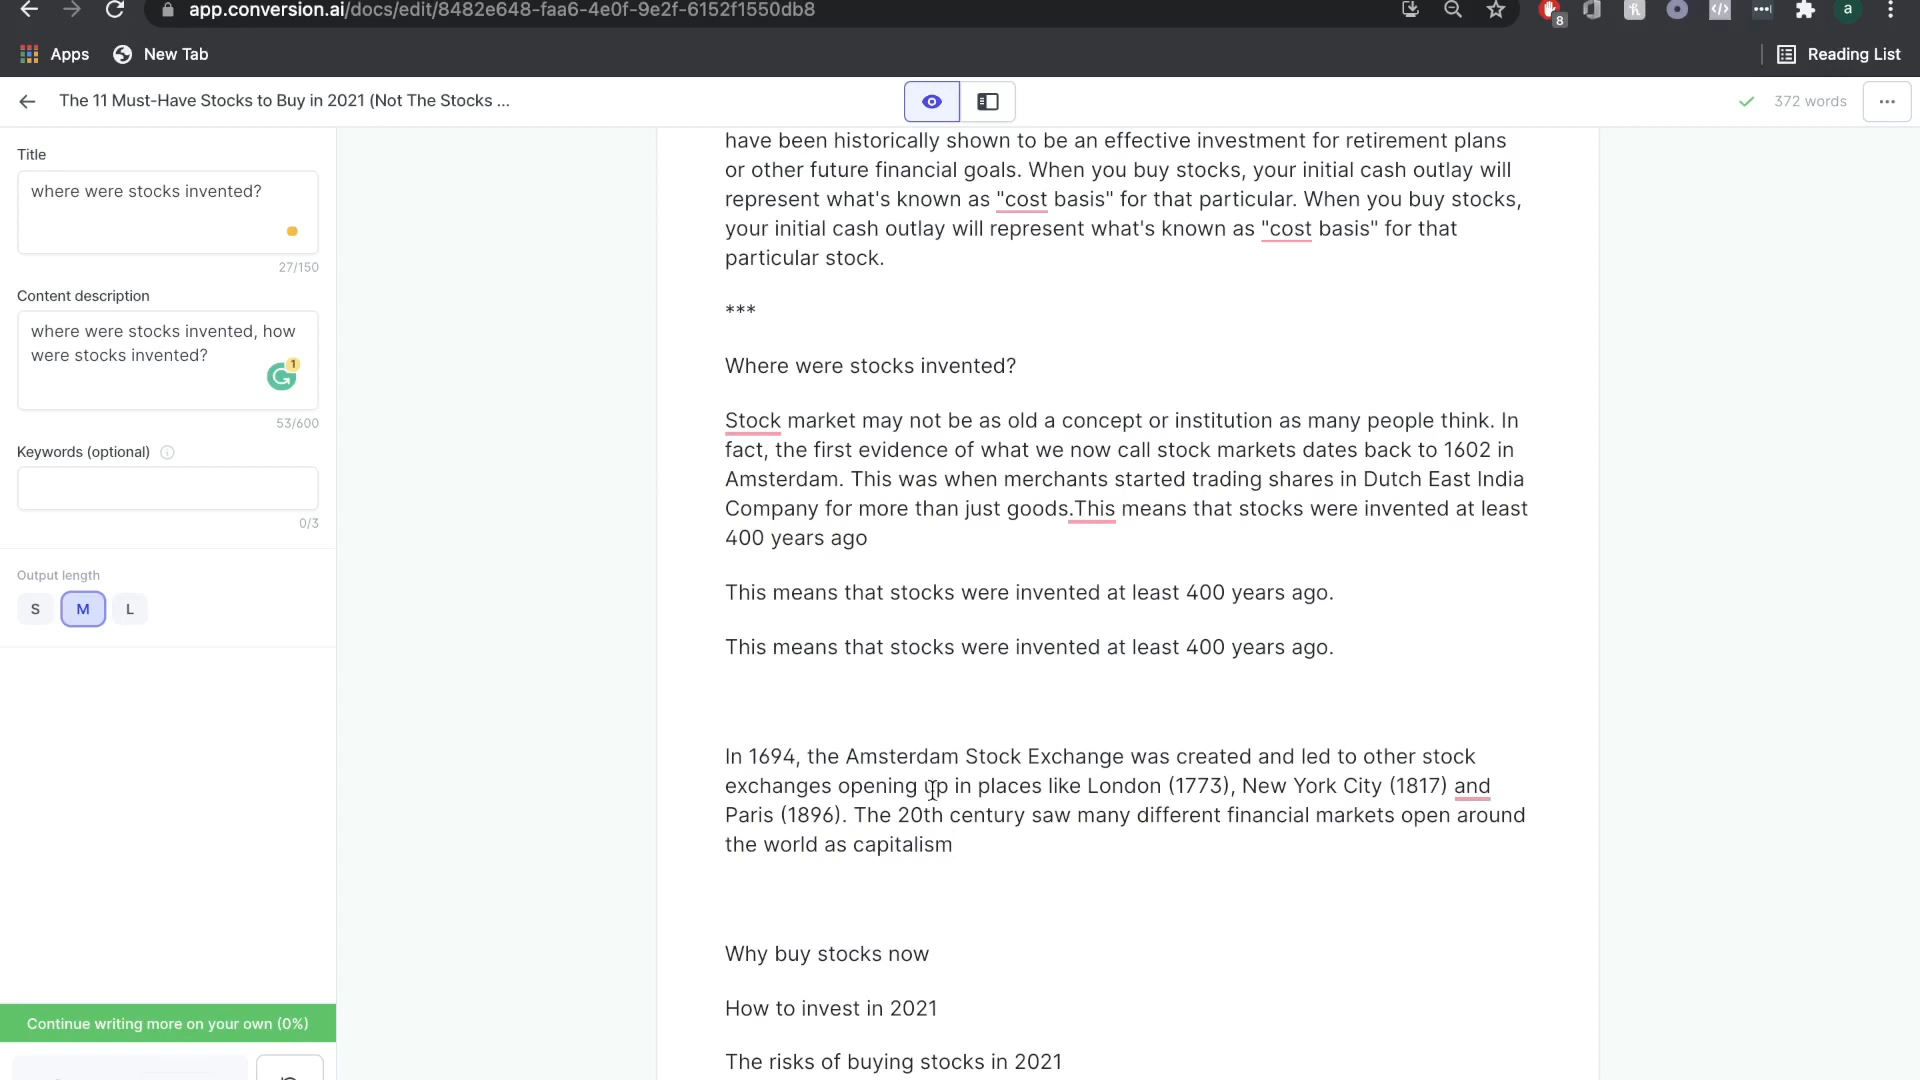 app.conversion.ai/docs/edit/8482e648-faa6-4e0f-9e2f-6152f1550db8
8
a
Apps
New Tab
Reading List
The 11 Must-Have Stocks to Buy in 2021 (Not The Stocks ...
372 words
Title
where were stocks invented?
27/150
Content description
where were stocks invented, how
were stocks invented?
1
53/600
Keywords (optional)
0/3
Output length
S
M
L
Continue writing more on your own (0%)
have been historically shown to be an effective investment for retirement plans
or other future financial goals. When you buy stocks, your initial cash outlay will
represent what's known as "cost basis" for that particular. When you buy stocks,
your initial cash outlay will represent what's known as "cost basis" for that
particular stock.
***
Where were stocks invented?
Stock market may not be as old a concept or institution as many people think. In
fact, the first evidence of what we now call stock markets dates back to 1602 in
Amsterdam. This was when merchants started trading shares in Dutch East India
Company for more than just goods.This means that stocks were invented at least
400 years ago
This means that stocks were invented at least 400 years ago.
This means that stocks were invented at least 400 years ago.
In 1694, the Amsterdam Stock Exchange was created and led to other stock
exchanges opening up in places like London (1773), New York City (1817) and
Paris (1896). The 20th century saw many different financial markets open around
the world as capitalism
Why buy stocks now
How to invest in 2021
The risks of buying stocks in 2021